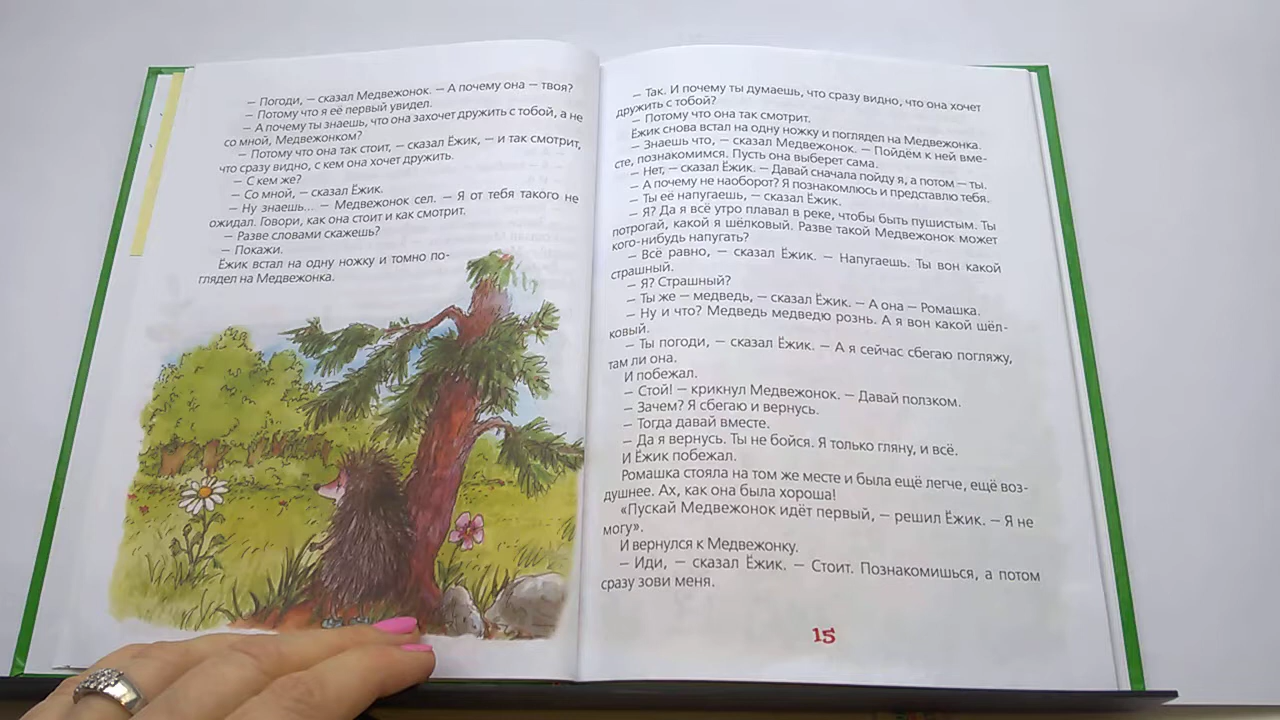 — Погоди, — сказал Медвежонок. — А почему она — твоя?
— Потому что я её первый увидел.
— А почему ты знаешь, что она захочет дружить с тобой, а не
со мной, Медвежонком?
— Потому что она так стоит, — сказал Ёжик, — и так смотрит,
что сразу видно, с кем она хочет дружить.
— С кем же?
— Со мной, — сказал Ёжик.
— Ну знаешь... — Медвежонок сел. — Я от тебя такого не
ожидал. Говори, как она стоит и как смотрит.
— Разве словами скажешь?
— Покажи.
Ёжик встал на одну ножку и томно по-
глядел на Медвежонка.
— Так. И почему ты думаешь, что сразу видно, что она хочет
дружить с тобой?
— Потому что она так смотрит.
Ёжик снова встал на одну ножку и поглядел на Медвежонка.
— Знаешь что, — сказал Медвежонок. — Пойдём к ней вме-
сте, познакомимся. Пусть она выберет сама.
— Нет, — сказал Ёжик. — Давай сначала пойду я, а потом — ты.
— А почему не наоборот? Я познакомлюсь и представлю тебя.
— Ты её напугаешь, — сказал Ёжик.
— Я? Да я всё утро плавал в реке, чтобы быть пушистым. Ты
потрогай, какой я шёлковый. Разве такой Медвежонок может
кого-нибудь напугать?
— Всё равно, — сказал Ёжик. — Напугаешь. Ты вон какой
страшный.
— Я? Страшный?
— Ты же — медведь, — сказал Ёжик. — А она — Ромашка.
— Ну и что? Медведь медведю рознь. А я вон какой шёл-
ковый.
— Ты погоди, — сказал Ёжик. — А я сейчас сбегаю погляжу,
там ли она.
И побежал.
— Стой! — крикнул Медвежонок. — Давай ползком.
— Зачем? Я сбегаю и вернусь.
— Тогда давай вместе.
— Да я вернусь. Ты не бойся. Я только гляну, и всё.
И Ёжик побежал.
Ромашка стояла на том же месте и была ещё легче, ещё воз-
душнее. Ах, как она была хороша!
«Пускай Медвежонок идёт первый, — решил Ёжик. — Я не
могу».
И вернулся к Медвежонку.
— Иди, — сказал Ёжик. — Стоит. Познакомишься, а потом
сразу зови меня.
15